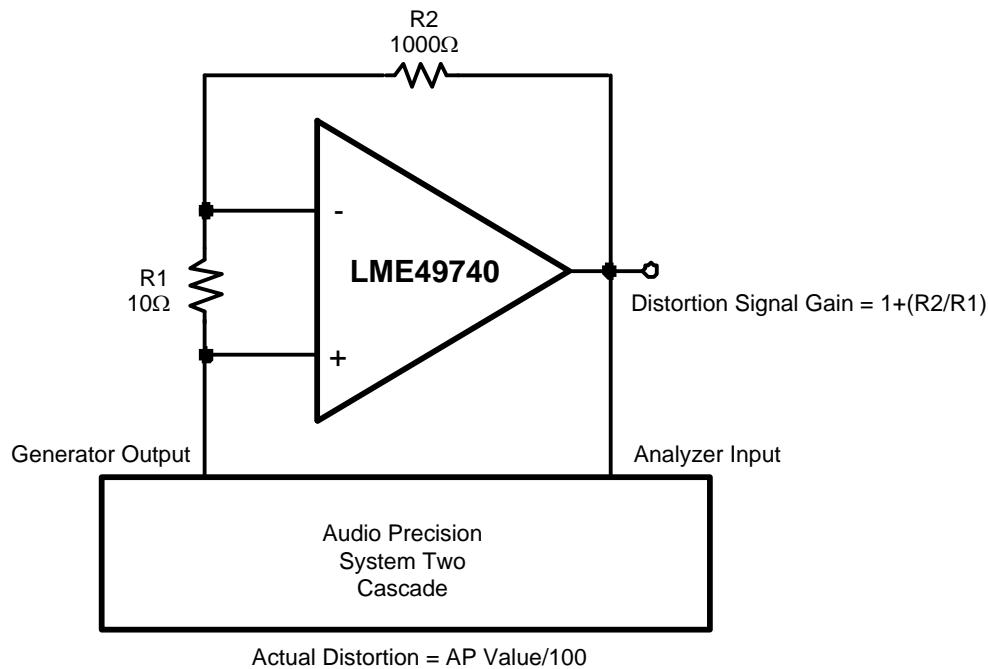 R2
1000Ω
-
LME49740
R1
10Ω
+
Distortion Signal Gain = 1+(R2/R1)
Generator Output
Analyzer Input
Audio Precision
System Two
Cascade
Actual Distortion = AP Value/100